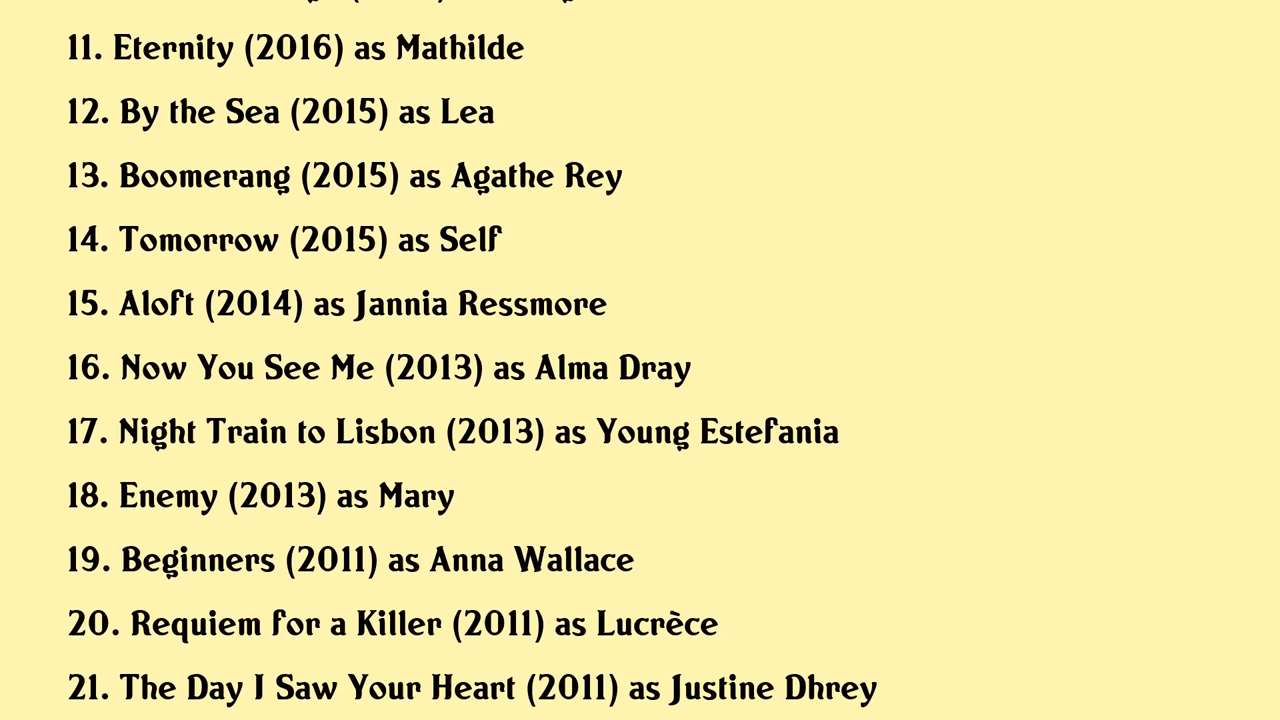 11. Eternity (2016) as Mathilde
12. By the Sea (2015) as Lea
13. Boomerang (2015) as Agathe Rey
14. Tomorrow (2015) as Self
15. Aloft (2014) as Jannia Ressmore
16. Now You See Me (2013) as Alma Dray
17. Night Train to Lisbon (2013) as Young Estefania
18. Enemy (2013) as Mary
19. Beginners (2011) as Anna Wallace
20. Requiem for a Killer (2011) as Lucrèce
21. The Day I Saw Your Heart (2011) as Justine Dhrey